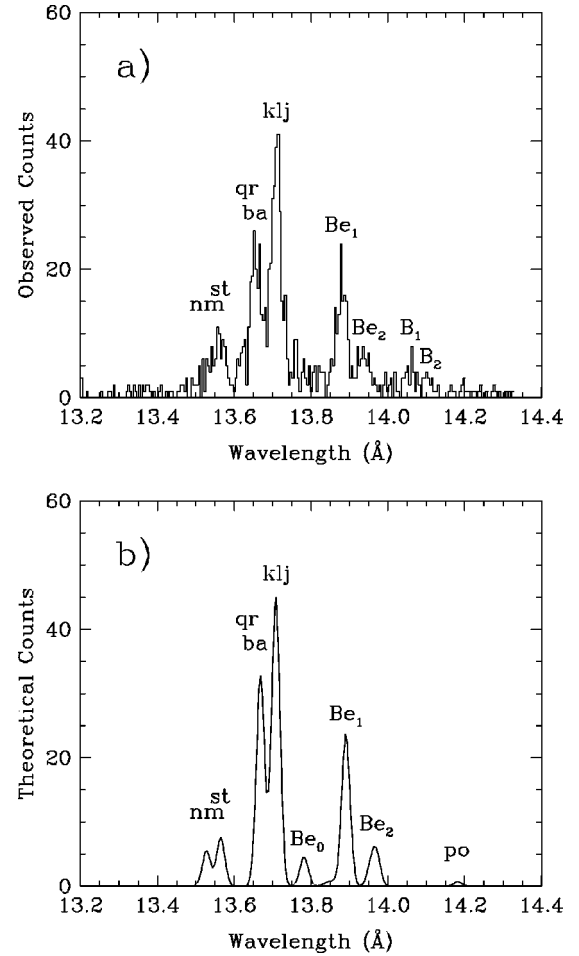 60
a)
klj
40
Observed Counts
qr
ba
Be₁
20
st
nm
Be₂
B₁
B₂
0
13.2 13.4 13.6 13.8 14.0 14.2 14.4
Wavelength (Å)
60
b)
klj
40
Theoretical Counts
qr
ba
Be₁
20
st
nm
Be₀
Be₂
po
0
13.2 13.4 13.6 13.8 14.0 14.2 14.4
Wavelength (Å)